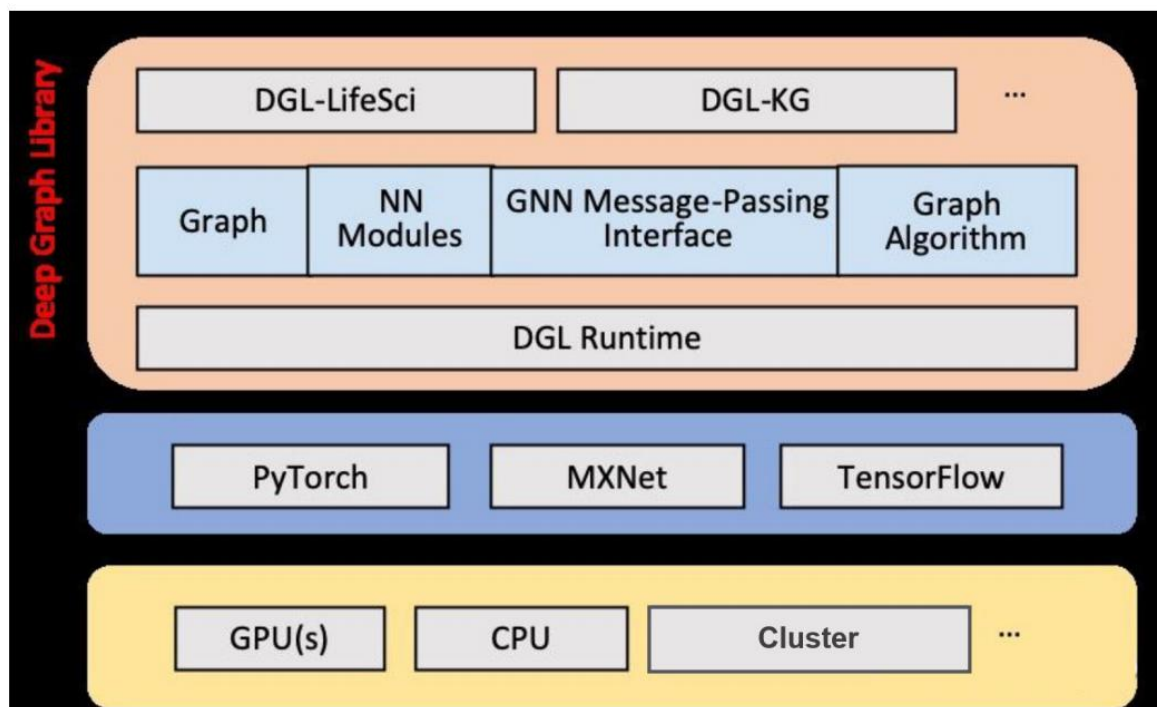 Deep Graph Library
DGL-LifeSci
DGL-KG
...
Graph
NN
Modules
GNN Message-Passing
Interface
Graph
Algorithm
DGL Runtime
PyTorch
MXNet
TensorFlow
GPU(s)
CPU
Cluster
...